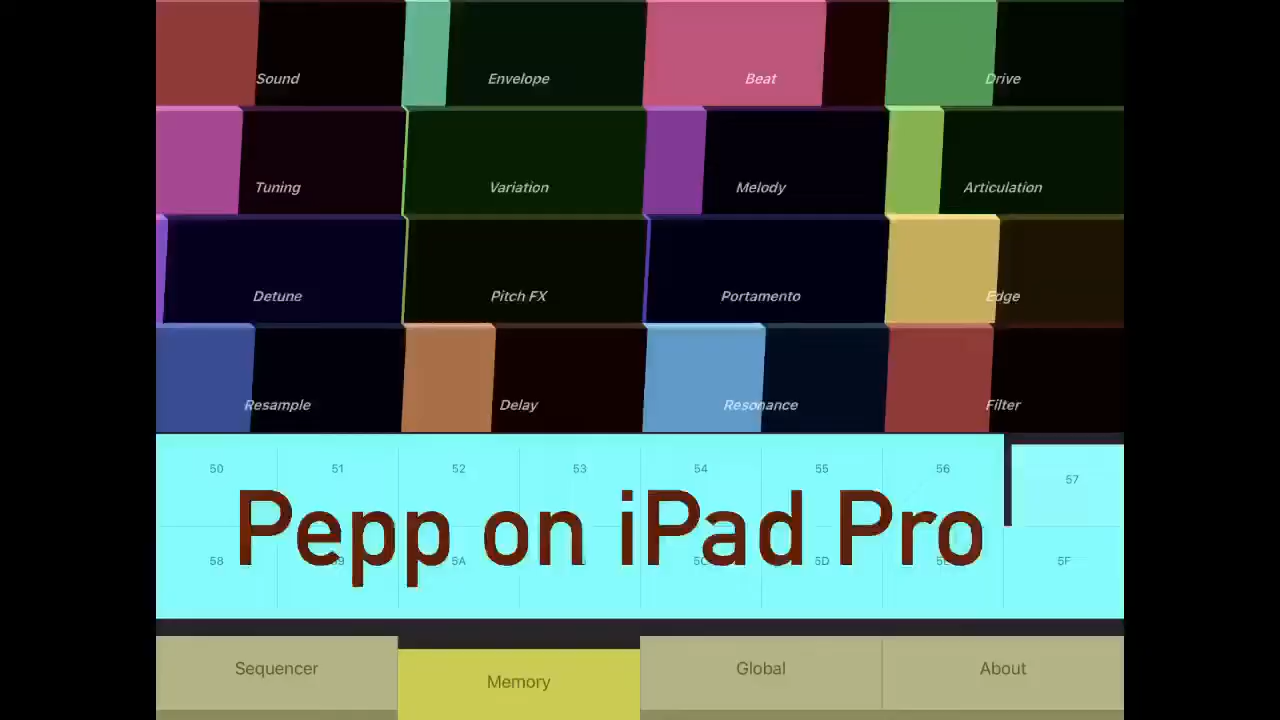 Sound Envelope Beat Drive
Tuning Variation Melody Articulation
Detune Pitch FX Portamento Edge
Resample Delay Resonance Filter
50 51 52 53 54 55 56 57
Pepp on iPad Pro
58 5A 5D 5F
Sequencer Memory Global About